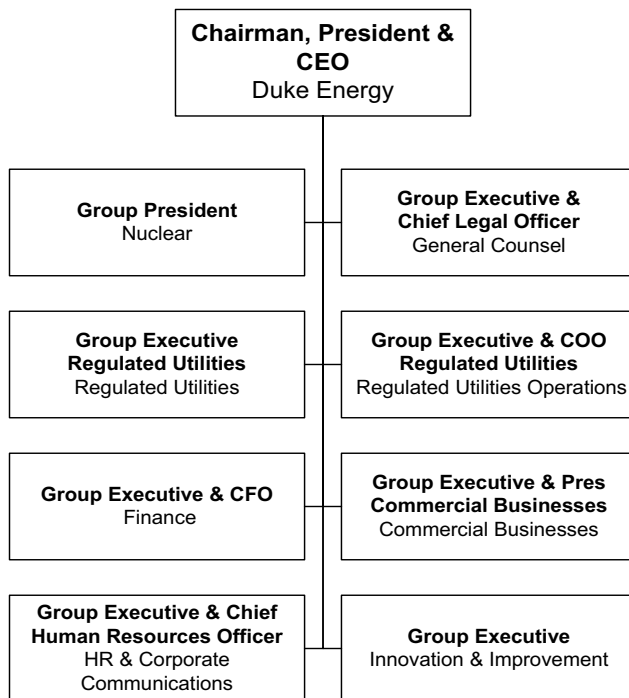 Chairman, President &
CEO
Duke Energy
Group President
Nuclear
Group Executive &
Chief Legal Officer
General Counsel
Group Executive
Regulated Utilities
Regulated Utilities
Group Executive & COO
Regulated Utilities
Regulated Utilities Operations
Group Executive & CFO
Finance
Group Executive & Pres
Commercial Businesses
Commercial Businesses
Group Executive & Chief
Human Resources Officer
HR & Corporate
Communications
Group Executive
Innovation & Improvement